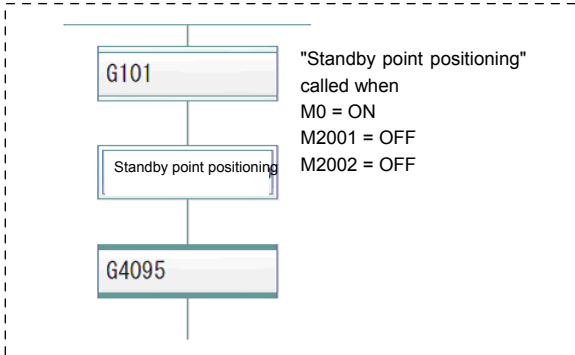 G101
"Standby point positioning"
called when
M0 = ON
M2001 = OFF
M2002 = OFF
Standby point positioning
G4095